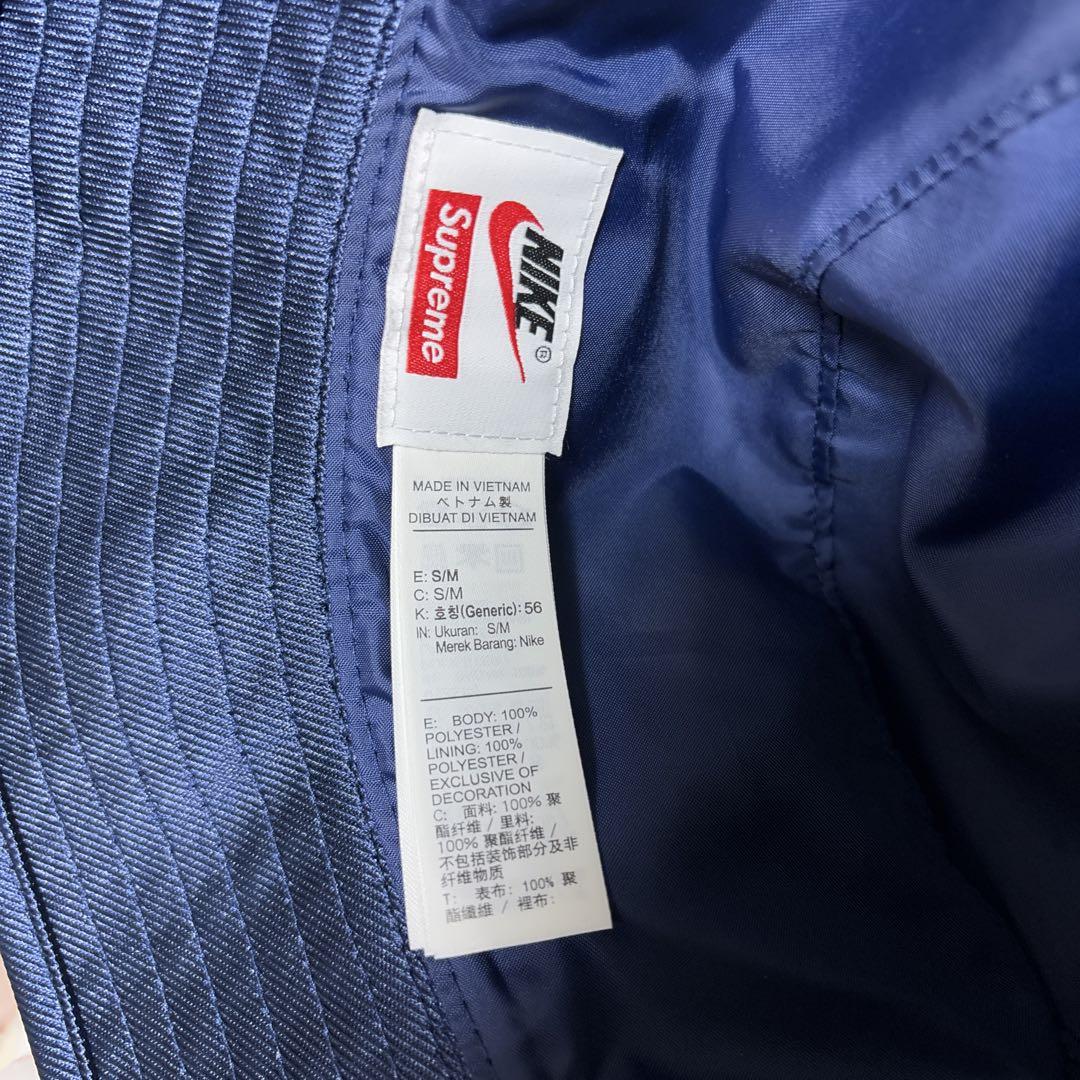 Supreme
NIKE®
MADE IN VIETNAM
ベトナム製
DIBUAT DI VIETNAM
E: S/M
C: S/M
K: 호칭(Generic): 56
IN: Ukuran: S/M
Merek Barang: Nike
E: BODY: 100%
POLYESTER /
LINING: 100%
POLYESTER /
EXCLUSIVE OF
DECORATION
C: 面料: 100% 聚
酯纤维 / 里料:
100% 聚酯纤维 /
不包括装饰部分及非
纤维物质
T: 表布: 100% 聚
酯纖維 / 裡布: